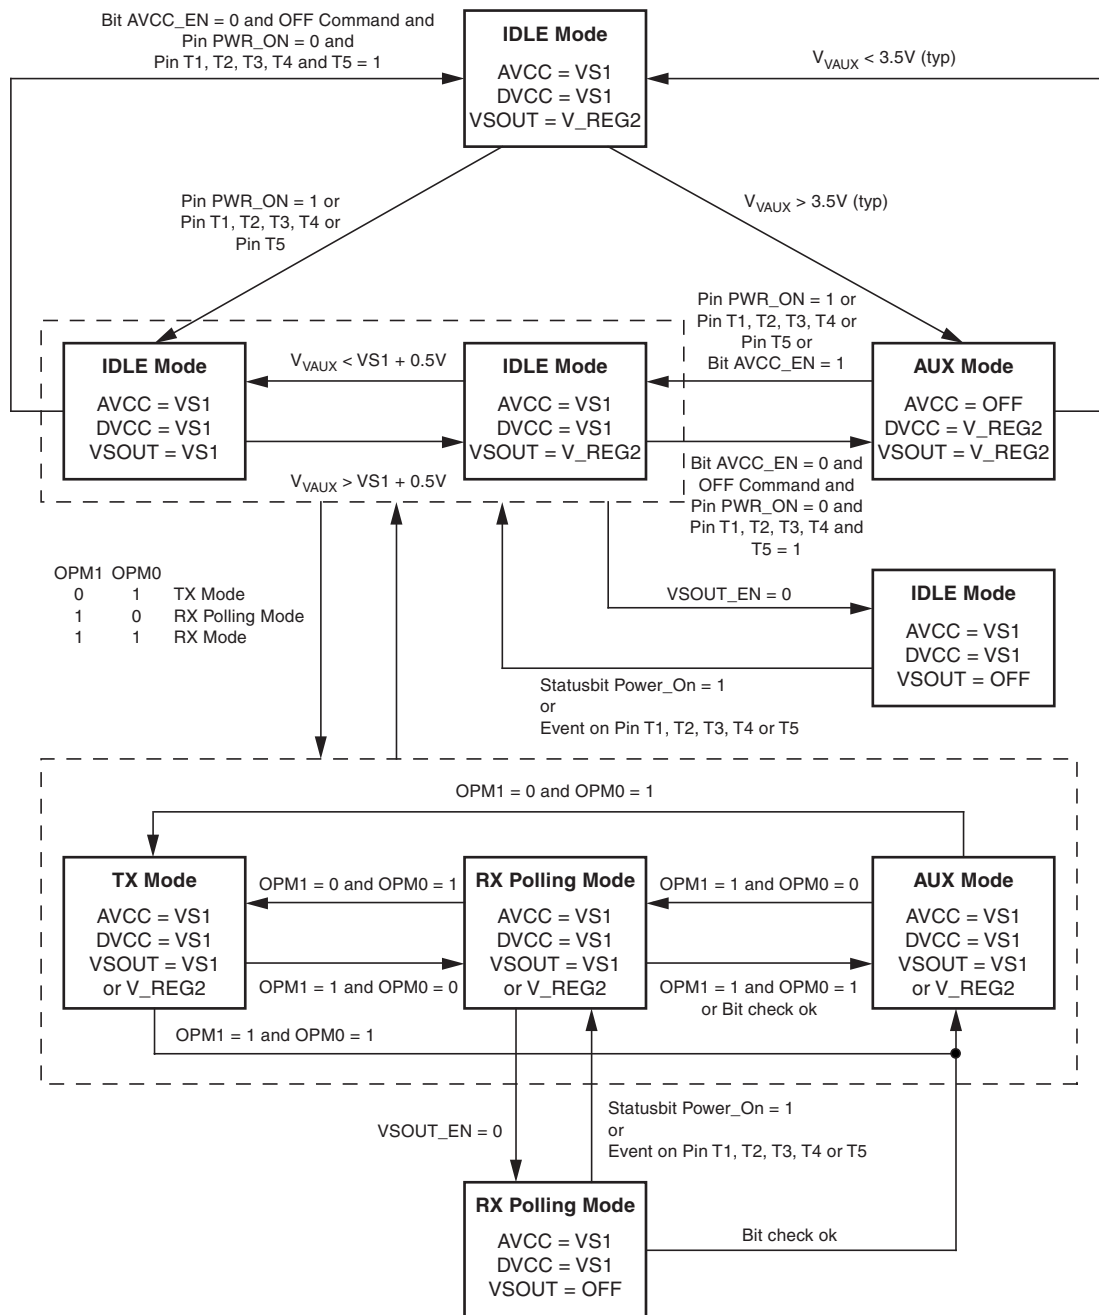 Bit AVCC_EN = 0 and OFF Command and
Pin PWR_ON = 0 and
Pin T1, T2, T3, T4 and T5 = 1
IDLE Mode
AVCC = VS1
DVCC = VS1
VSOUT = V_REG2
V_VAUX < 3.5V (typ)
Pin PWR_ON = 1 or
Pin T1, T2, T3, T4 or
Pin T5
V_VAUX > 3.5V (typ)
IDLE Mode
AVCC = VS1
DVCC = VS1
VSOUT = VS1
V_VAUX < VS1 + 0.5V
V_VAUX > VS1 + 0.5V
IDLE Mode
AVCC = VS1
DVCC = VS1
VSOUT = V_REG2
Pin PWR_ON = 1 or
Pin T1, T2, T3, T4 or
Pin T5 or
Bit AVCC_EN = 1
Bit AVCC_EN = 0 and
OFF Command and
Pin PWR_ON = 0 and
Pin T1, T2, T3, T4 and
T5 = 1
AUX Mode
AVCC = OFF
DVCC = V_REG2
VSOUT = V_REG2
OPM1 OPM0
0 1 TX Mode
1 0 RX Polling Mode
1 1 RX Mode
VSOUT_EN = 0
IDLE Mode
AVCC = VS1
DVCC = VS1
VSOUT = OFF
Statusbit Power_On = 1
or
Event on Pin T1, T2, T3, T4 or T5
OPM1 = 0 and OPM0 = 1
TX Mode
AVCC = VS1
DVCC = VS1
VSOUT = VS1
or V_REG2
OPM1 = 0 and OPM0 = 1
OPM1 = 1 and OPM0 = 0
RX Polling Mode
AVCC = VS1
DVCC = VS1
VSOUT = VS1
or V_REG2
OPM1 = 1 and OPM0 = 0
OPM1 = 1 and OPM0 = 1
or Bit check ok
AUX Mode
AVCC = VS1
DVCC = VS1
VSOUT = VS1
or V_REG2
OPM1 = 1 and OPM0 = 1
VSOUT_EN = 0
Statusbit Power_On = 1
or
Event on Pin T1, T2, T3, T4 or T5
RX Polling Mode
AVCC = VS1
DVCC = VS1
VSOUT = OFF
Bit check ok